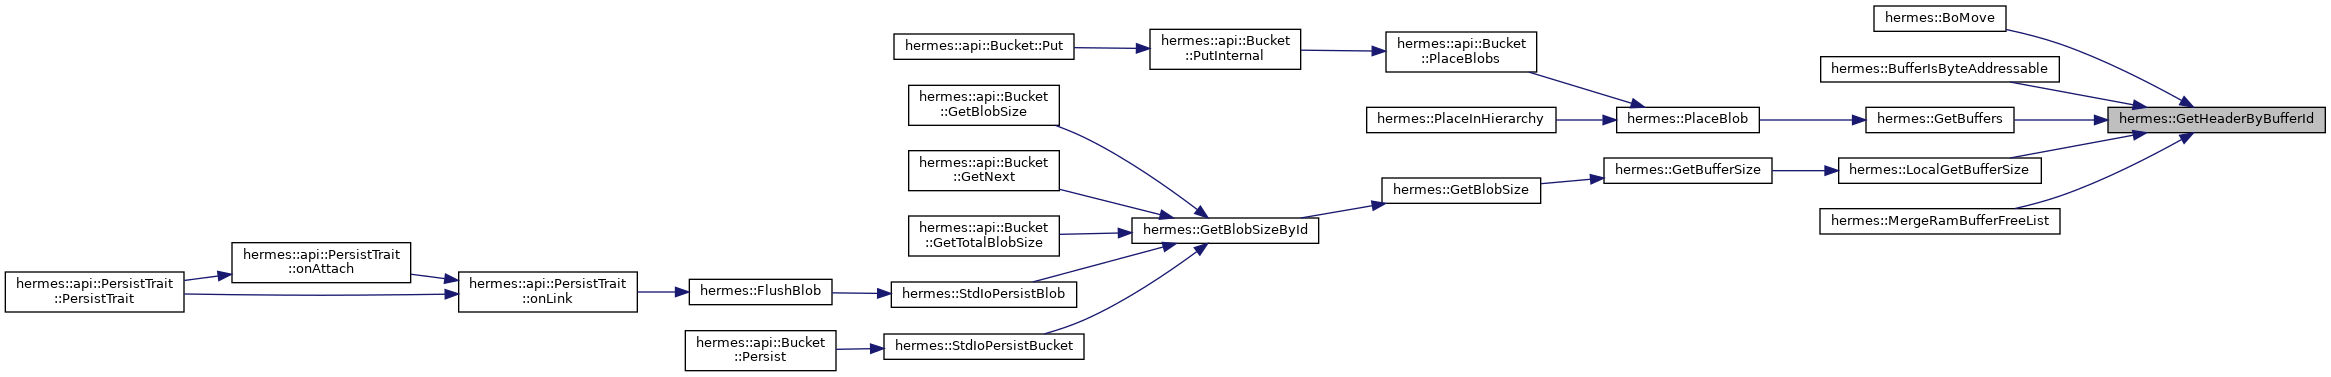 hermes::BoMove
hermes::api::Bucket::Put
hermes::api::Bucket
::PutInternal
hermes::api::Bucket
::PlaceBlobs
hermes::BufferIsByteAddressable
hermes::api::Bucket
::GetBlobSize
hermes::PlaceInHierarchy
hermes::PlaceBlob
hermes::GetBuffers
hermes::GetHeaderByBufferId
hermes::api::Bucket
::GetNext
hermes::GetBlobSize
hermes::GetBufferSize
hermes::LocalGetBufferSize
hermes::MergeRamBufferFreeList
hermes::api::Bucket
::GetTotalBlobSize
hermes::GetBlobSizeById
hermes::api::PersistTrait
::onAttach
hermes::api::PersistTrait
::PersistTrait
hermes::api::PersistTrait
::onLink
hermes::FlushBlob
hermes::StdIoPersistBlob
hermes::api::Bucket
::Persist
hermes::StdIoPersistBucket